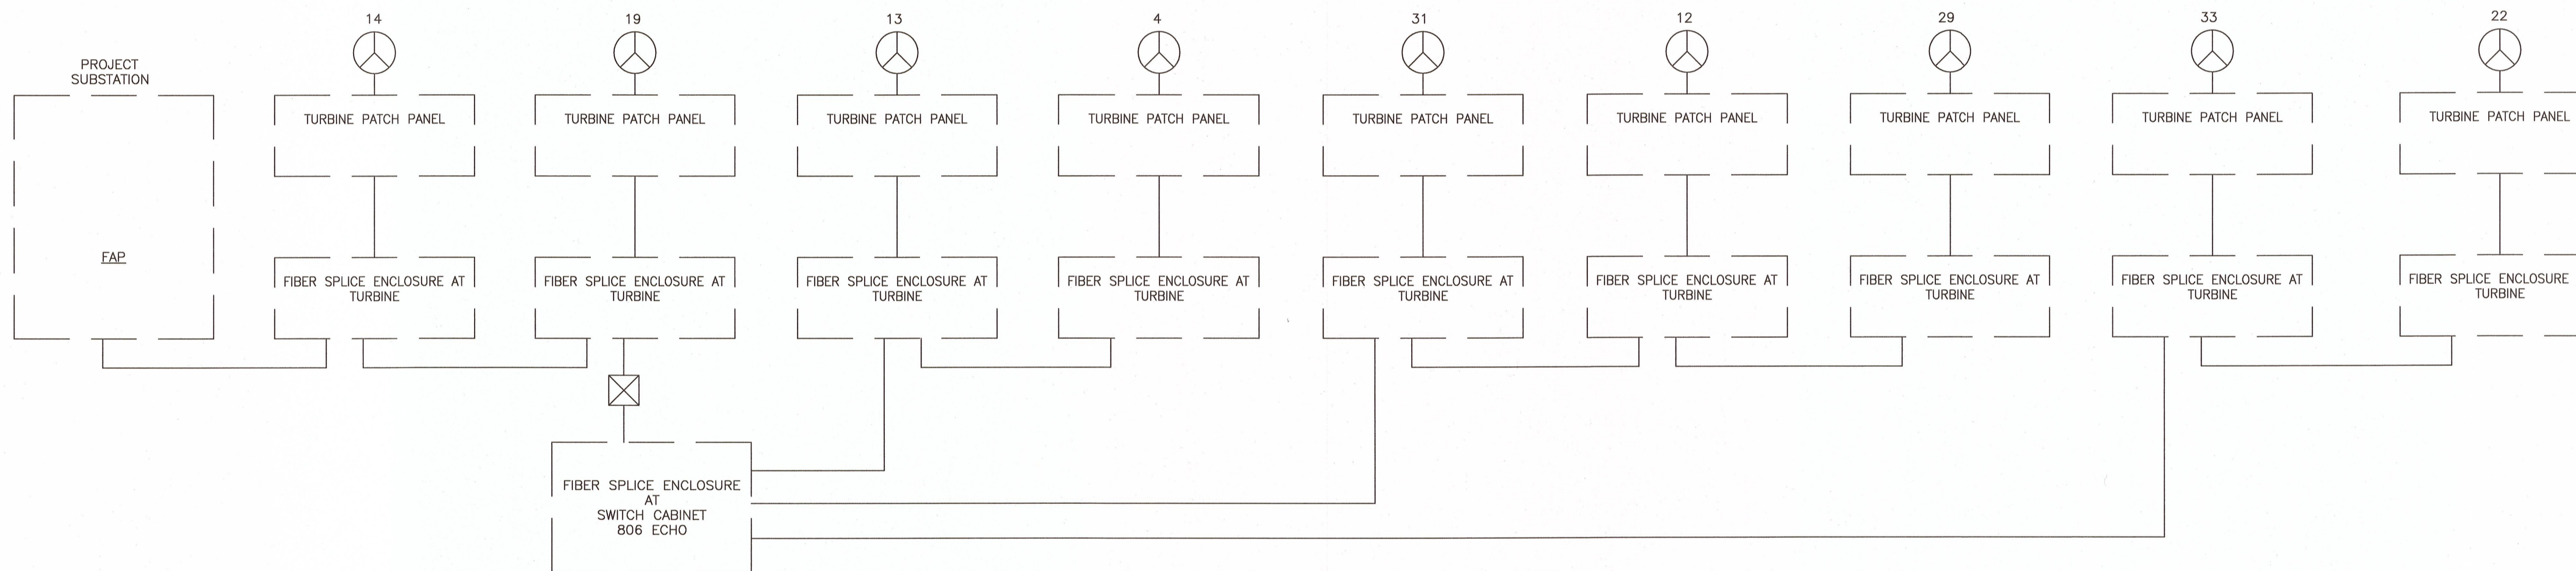 14
19
13
4
31
12
29
33
22
PROJECT
SUBSTATION
TURBINE PATCH PANEL
TURBINE PATCH PANEL
TURBINE PATCH PANEL
TURBINE PATCH PANEL
TURBINE PATCH PANEL
TURBINE PATCH PANEL
TURBINE PATCH PANEL
TURBINE PATCH PANEL
TURBINE PATCH PANEL
FAP
FIBER SPLICE ENCLOSURE AT
TURBINE
FIBER SPLICE ENCLOSURE AT
TURBINE
FIBER SPLICE ENCLOSURE AT
TURBINE
FIBER SPLICE ENCLOSURE AT
TURBINE
FIBER SPLICE ENCLOSURE AT
TURBINE
FIBER SPLICE ENCLOSURE AT
TURBINE
FIBER SPLICE ENCLOSURE AT
TURBINE
FIBER SPLICE ENCLOSURE AT
TURBINE
FIBER SPLICE ENCLOSURE
TURBINE
FIBER SPLICE ENCLOSURE
AT
SWITCH CABINET
806 ECHO